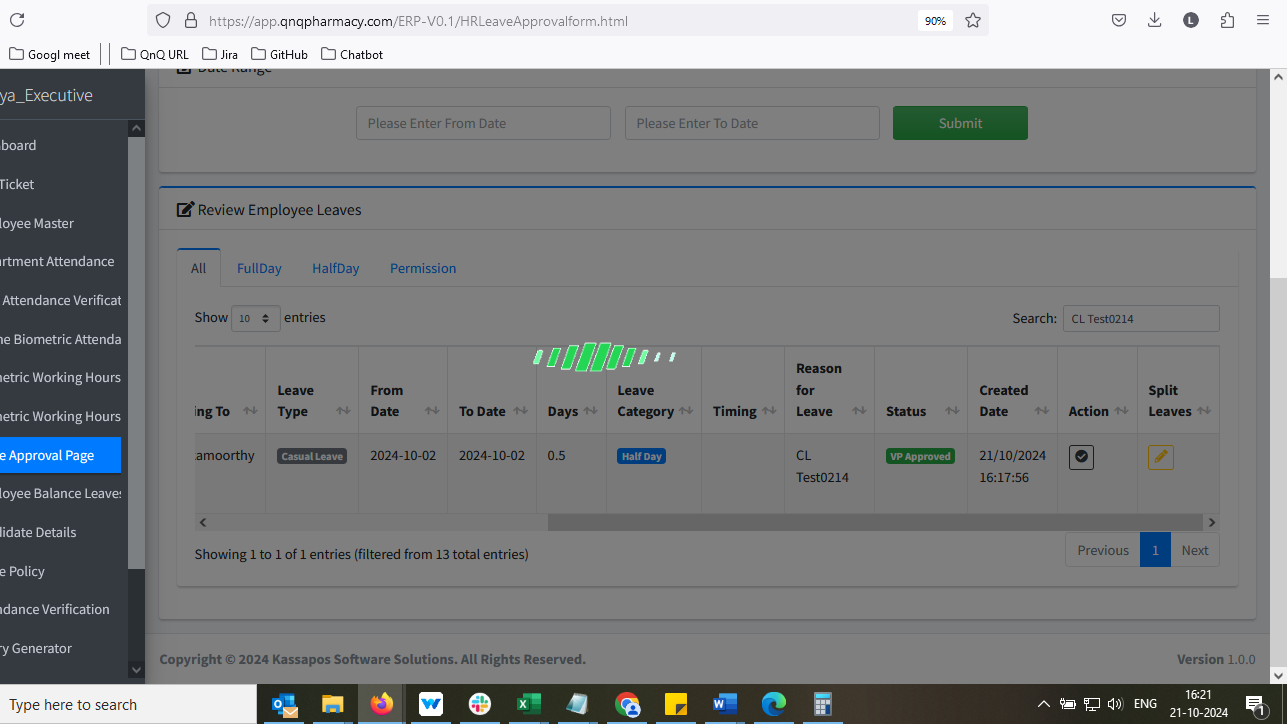 https://app.qnqpharmacy.com/ERP-V0.1/HRLeaveApprovalform.html
90%
L
Googl meet
QnQ URL
Jira
GitHub
Chatbot
ya_Executive
board
Ticket
loyee Master
artment Attendance
Attendance Verificat
ne Biometric Attenda
metric Working Hours
metric Working Hours
e Approval Page
loyee Balance Leaves
didate Details
e Policy
ndance Verification
ry Generator
Date Range
Please Enter From Date
Please Enter To Date
Submit
Review Employee Leaves
All
FullDay
HalfDay
Permission
Show 10 entries
Search: CL Test0214
ing To
Leave Type
From Date
To Date
Days
Leave Category
Timing
Reason for Leave
Status
Created Date
Action
Split Leaves
amoorthy
Casual Leave
2024-10-02
2024-10-02
0.5
Half Day
CL Test0214
VP Approved
21/10/2024 16:17:56
Showing 1 to 1 of 1 entries (filtered from 13 total entries)
Previous
1
Next
Copyright © 2024 Kassapos Software Solutions. All Rights Reserved.
Version 1.0.0
Type here to search
ENG
16:21
21-10-2024
1